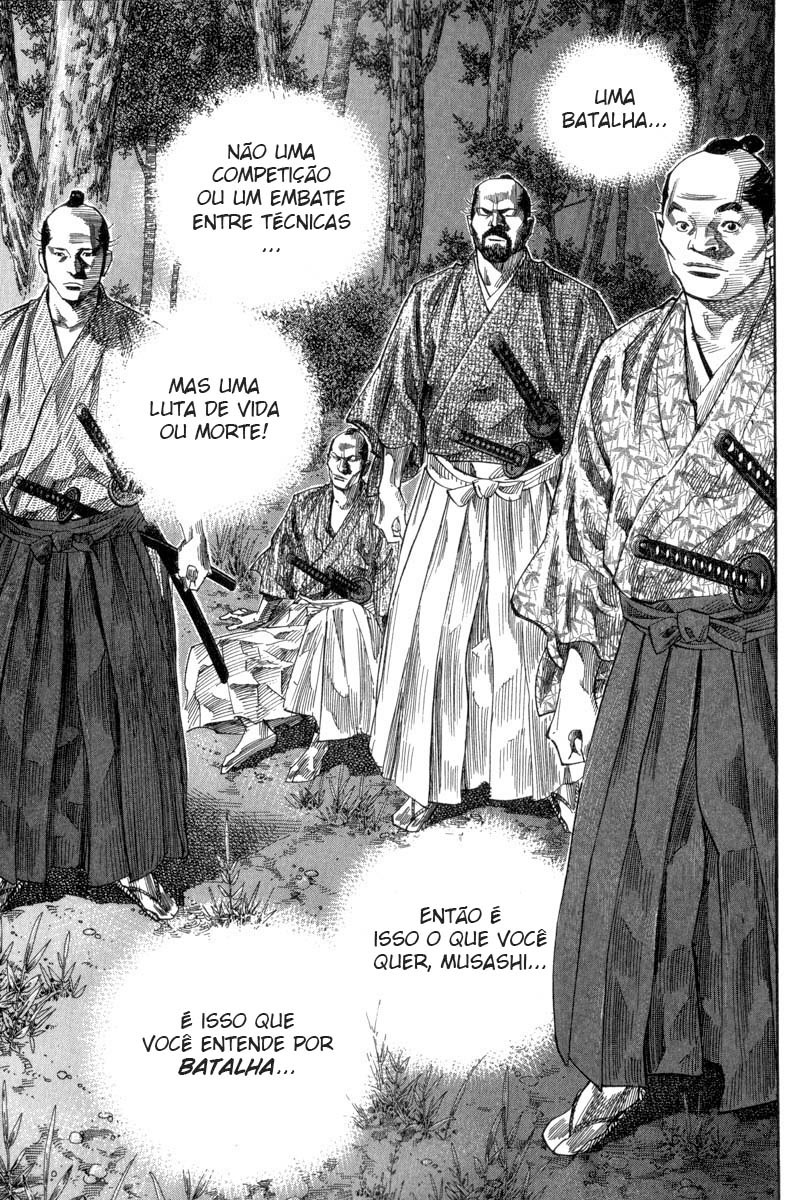 UMA
BATALHA...
NÃO UMA
COMPETIÇÃO
OU UM EMBATE
ENTRE TÉCNICAS
...
MAS UMA
LUTA DE VIDA
OU MORTE!
ENTÃO É
ISSO O QUE VOCÊ
QUER, MUSASHI...
É ISSO QUE
VOCÊ ENTENDE POR
BATALHA...